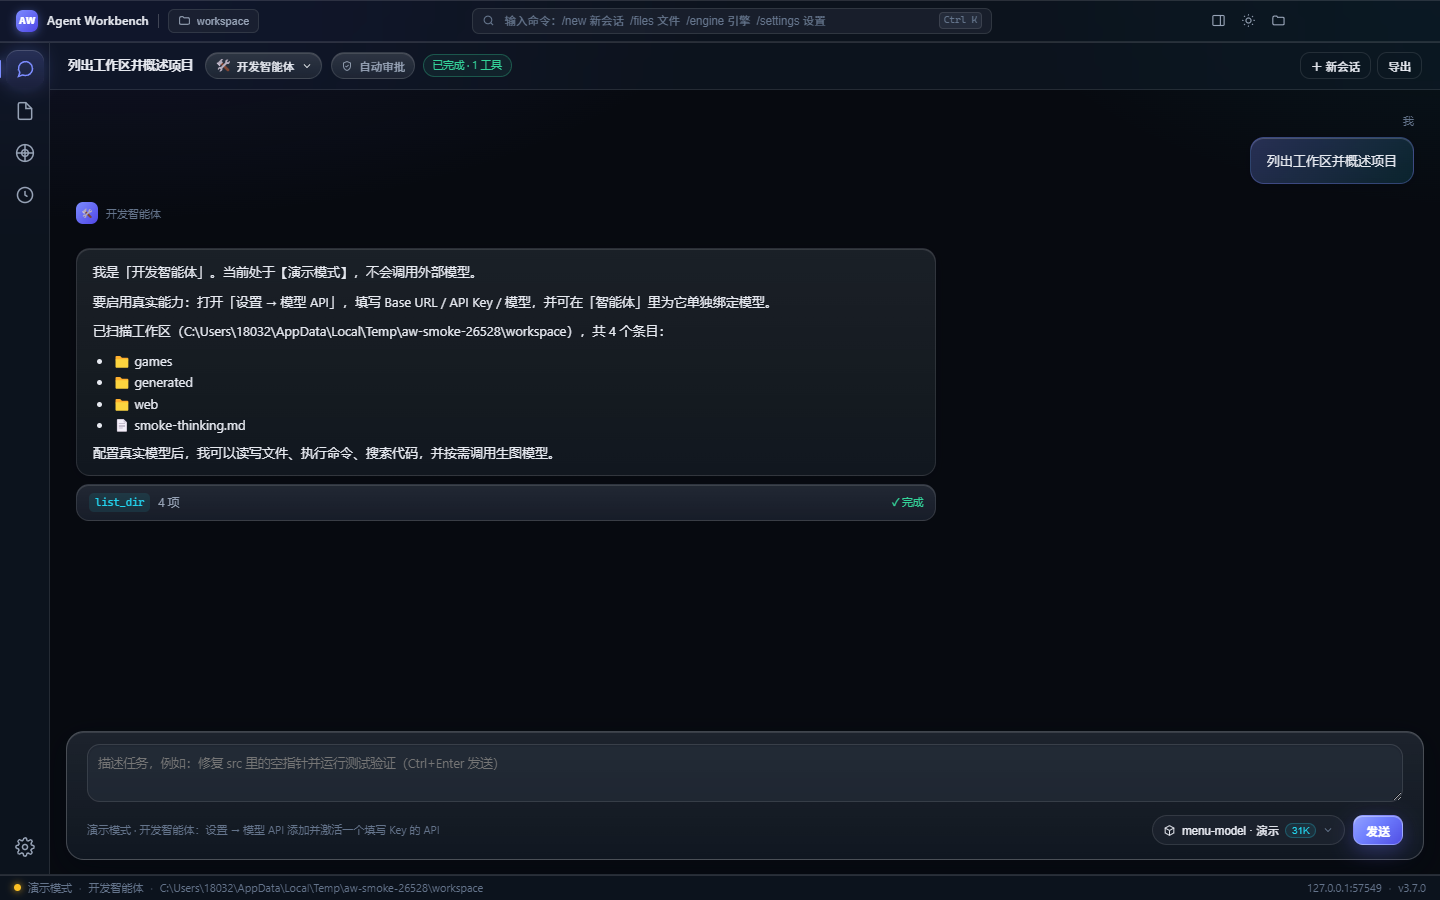 AW Agent Workbench workspace 输入命令：/new 新会话 /files 文件 /engine 引擎 /settings 设置 Ctrl K
列出工作区并概述项目 开发智能体 自动审批 已完成 · 1 工具 + 新会话 导出
我
列出工作区并概述项目
开发智能体
我是「开发智能体」。当前处于【演示模式】，不会调用外部模型。
要启用真实能力：打开「设置 → 模型 API」，填写 Base URL / API Key / 模型，并可在「智能体」里为它单独绑定模型。
已扫描工作区（C:\Users\18032\AppData\Local\Temp\aw-smoke-26528\workspace），共 4 个条目：
games
generated
web
smoke-thinking.md
配置真实模型后，我可以读写文件、执行命令、搜索代码，并按需调用生图模型。
list_dir 4 项 ✓ 完成
描述任务，例如：修复 src 里的空指针并运行测试验证（Ctrl+Enter 发送）
演示模式 · 开发智能体：设置 → 模型 API 添加并激活一个填写 Key 的 API menu-model · 演示 31K 发送
演示模式 · 开发智能体 · C:\Users\18032\AppData\Local\Temp\aw-smoke-26528\workspace 127.0.0.1:57549 · v3.7.0